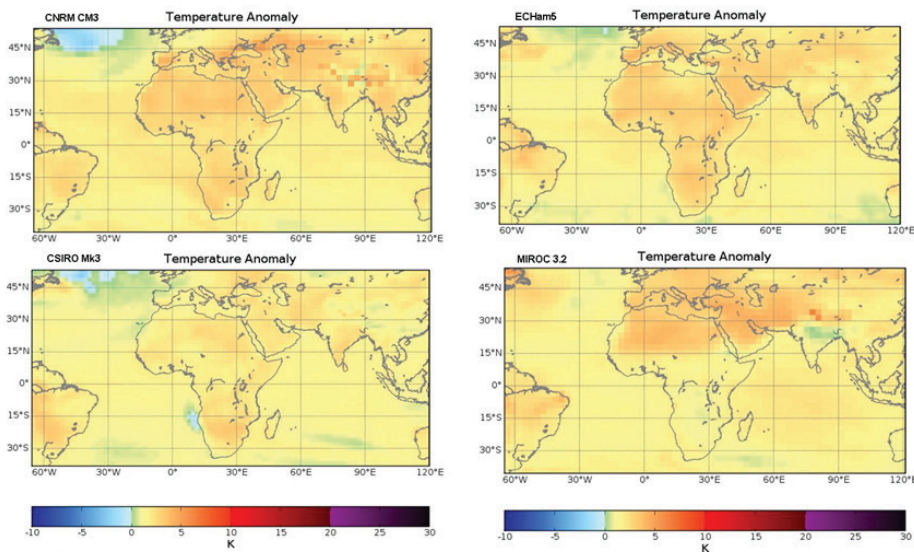 CNRM CM3 Temperature Anomaly
45°N
30°N
15°N
0°
15°S
30°S
60°W 30°W 0° 30°E 60°E 90°E 120°E
ECHam5 Temperature Anomaly
45°N
30°N
15°N
0°
15°S
30°S
60°W 30°W 0° 30°E 60°E 90°E 120°E
CSIRO Mk3 Temperature Anomaly
45°N
30°N
15°N
0°
15°S
30°S
60°W 30°W 0° 30°E 60°E 90°E 120°E
MIROC 3.2 Temperature Anomaly
45°N
30°N
15°N
0°
15°S
30°S
60°W 30°W 0° 30°E 60°E 90°E 120°E
-10 -5 0 5 10 15 20 25 30
K
-10 -5 0 5 10 15 20 25 30
K